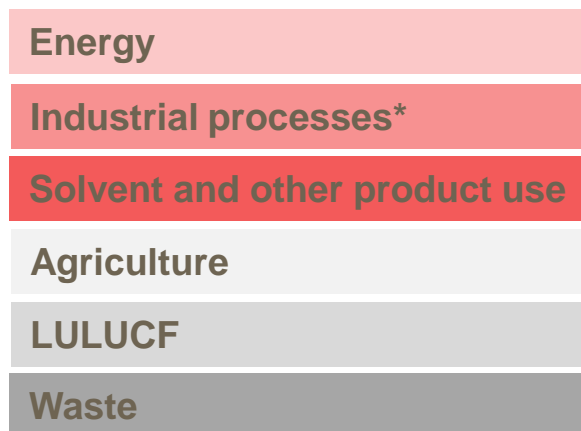 Energy
Industrial processes*
Solvent and other product use
Agriculture
LULUCF
Waste